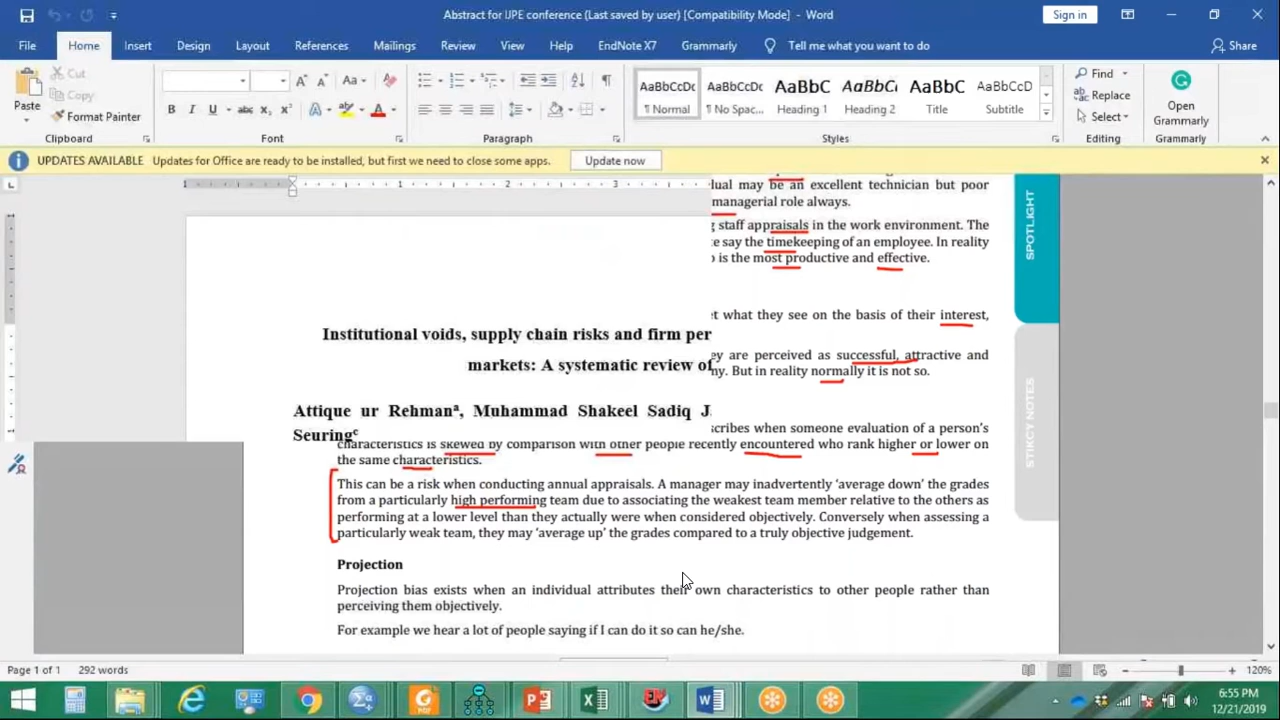 Abstract for IJPE conference (Last saved by user) [Compatibility Mode] - Word
Sign in
File Home Insert Design Layout References Mailings Review View Help EndNote X7 Grammarly Tell me what you want to do Share
Cut
Copy
Paste
Format Painter
AaBbCcDc AaBbCcDc AaBbC AaBbCc AaBbC AaBbCcD
¶ Normal ¶ No Spac... Heading 1 Heading 2 Title Subtitle
Find
Replace
Select
Open
Grammarly
Clipboard Font Paragraph Styles Editing Grammarly
UPDATES AVAILABLE Updates for Office are ready to be installed, but first we need to close some apps. Update now
1 1 2 3
lual may be an excellent technician but poor
managerial role always.
g staff appraisals in the work environment. The
say the timekeeping of an employee. In reality
is the most productive and effective.
SPOTLIGHT
what they see on the basis of their interest,
Institutional voids, supply chain risks and firm per
ey are perceived as successful, attractive and
markets: A systematic review of
ny. But in reality normally it is not so.
Attique ur Rehmanᵃ, Muhammad Shakeel Sadiq J
scribes when someone evaluation of a person's
Seuringᶜ
characteristics is skewed by comparison with other people recently encountered who rank higher or lower on
the same characteristics.
STIKCY NOTES
This can be a risk when conducting annual appraisals. A manager may inadvertently ‘average down’ the grades
from a particularly high performing team due to associating the weakest team member relative to the others as
performing at a lower level than they actually were when considered objectively. Conversely when assessing a
particularly weak team, they may ‘average up’ the grades compared to a truly objective judgement.
Projection
Projection bias exists when an individual attributes their own characteristics to other people rather than
perceiving them objectively.
For example we hear a lot of people saying if I can do it so can he/she.
Page 1 of 1 292 words
120%
6:55 PM
12/21/2019